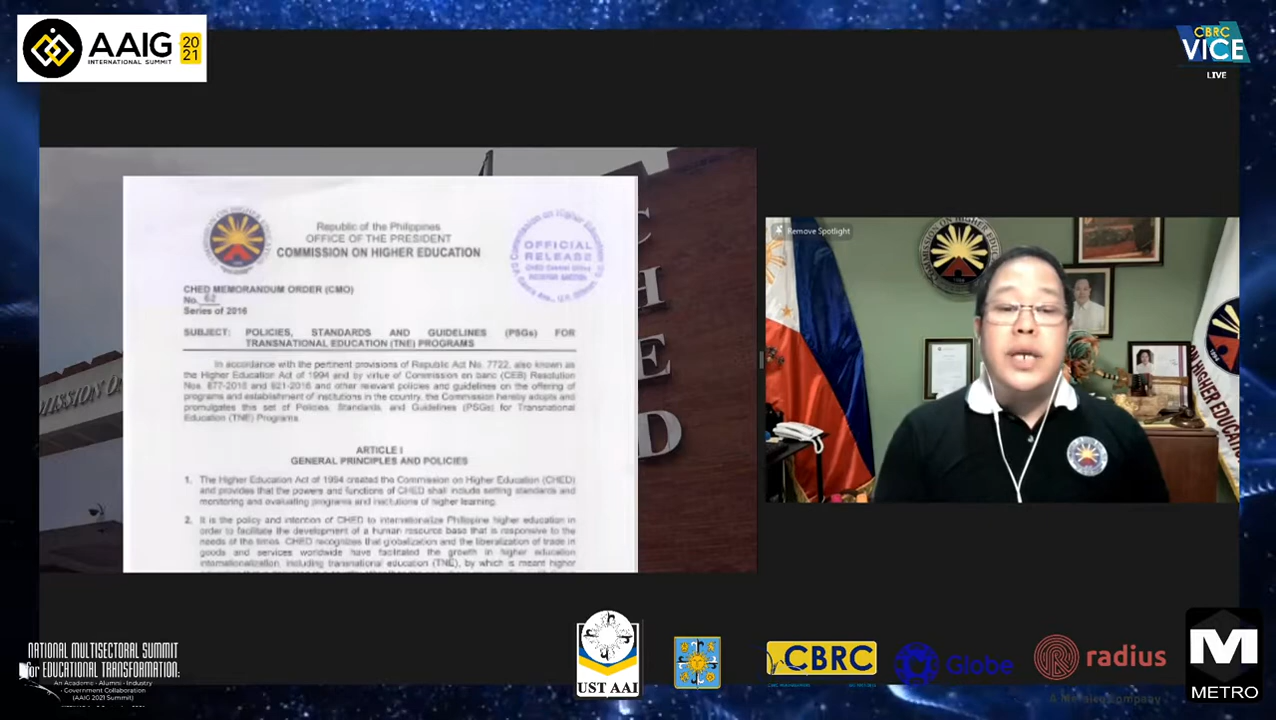 AAIG
20
21
INTERNATIONAL SUMMIT
CBRC
VICE
LIVE
Republic of the Philippines
OFFICE OF THE PRESIDENT
COMMISSION ON HIGHER EDUCATION
OFFICIAL
RELEASE
CHED Central Office
CHED MEMORANDUM ORDER (CMO)
No. 62
Series of 2016
SUBJECT: POLICIES, STANDARDS AND GUIDELINES (PSGs) FOR
TRANSNATIONAL EDUCATION (TNE) PROGRAMS
In accordance with the pertinent provisions of Republic Act No. 7722, also known as
the Higher Education Act of 1994 and by virtue of Commission en banc (CEB) Resolution
Nos. 877-2016 and 921-2016 and other relevant policies and guidelines on the offering of
programs and establishment of institutions in the country, the Commission hereby adopts and
promulgates this set of Policies, Standards, and Guidelines (PSGs) for Transnational
Education (TNE) Programs.
ARTICLE I
GENERAL PRINCIPLES AND POLICIES
1. The Higher Education Act of 1994 created the Commission on Higher Education (CHED)
and provides that the powers and functions of CHED shall include setting standards and
monitoring and evaluating programs and institutions of higher learning.
2. It is the policy and intention of CHED to internationalize Philippine higher education in
order to facilitate the development of a human resource base that is responsive to the
needs of the times. CHED recognizes that globalization and the liberalization of trade in
goods and services worldwide have facilitated the growth in higher education
internationalization, including transnational education (TNE), by which is meant higher
C
H
E
D
Remove Spotlight
HIGHER EDUCATION
NATIONAL MULTISECTORAL SUMMIT
for EDUCATIONAL TRANSFORMATION:
An Academe - Alumni - Industry
- Government Collaboration
(AAIG 2021 Summit)
UST AAI
CBRC
Globe
radius
A Meralco Company
M
METRO